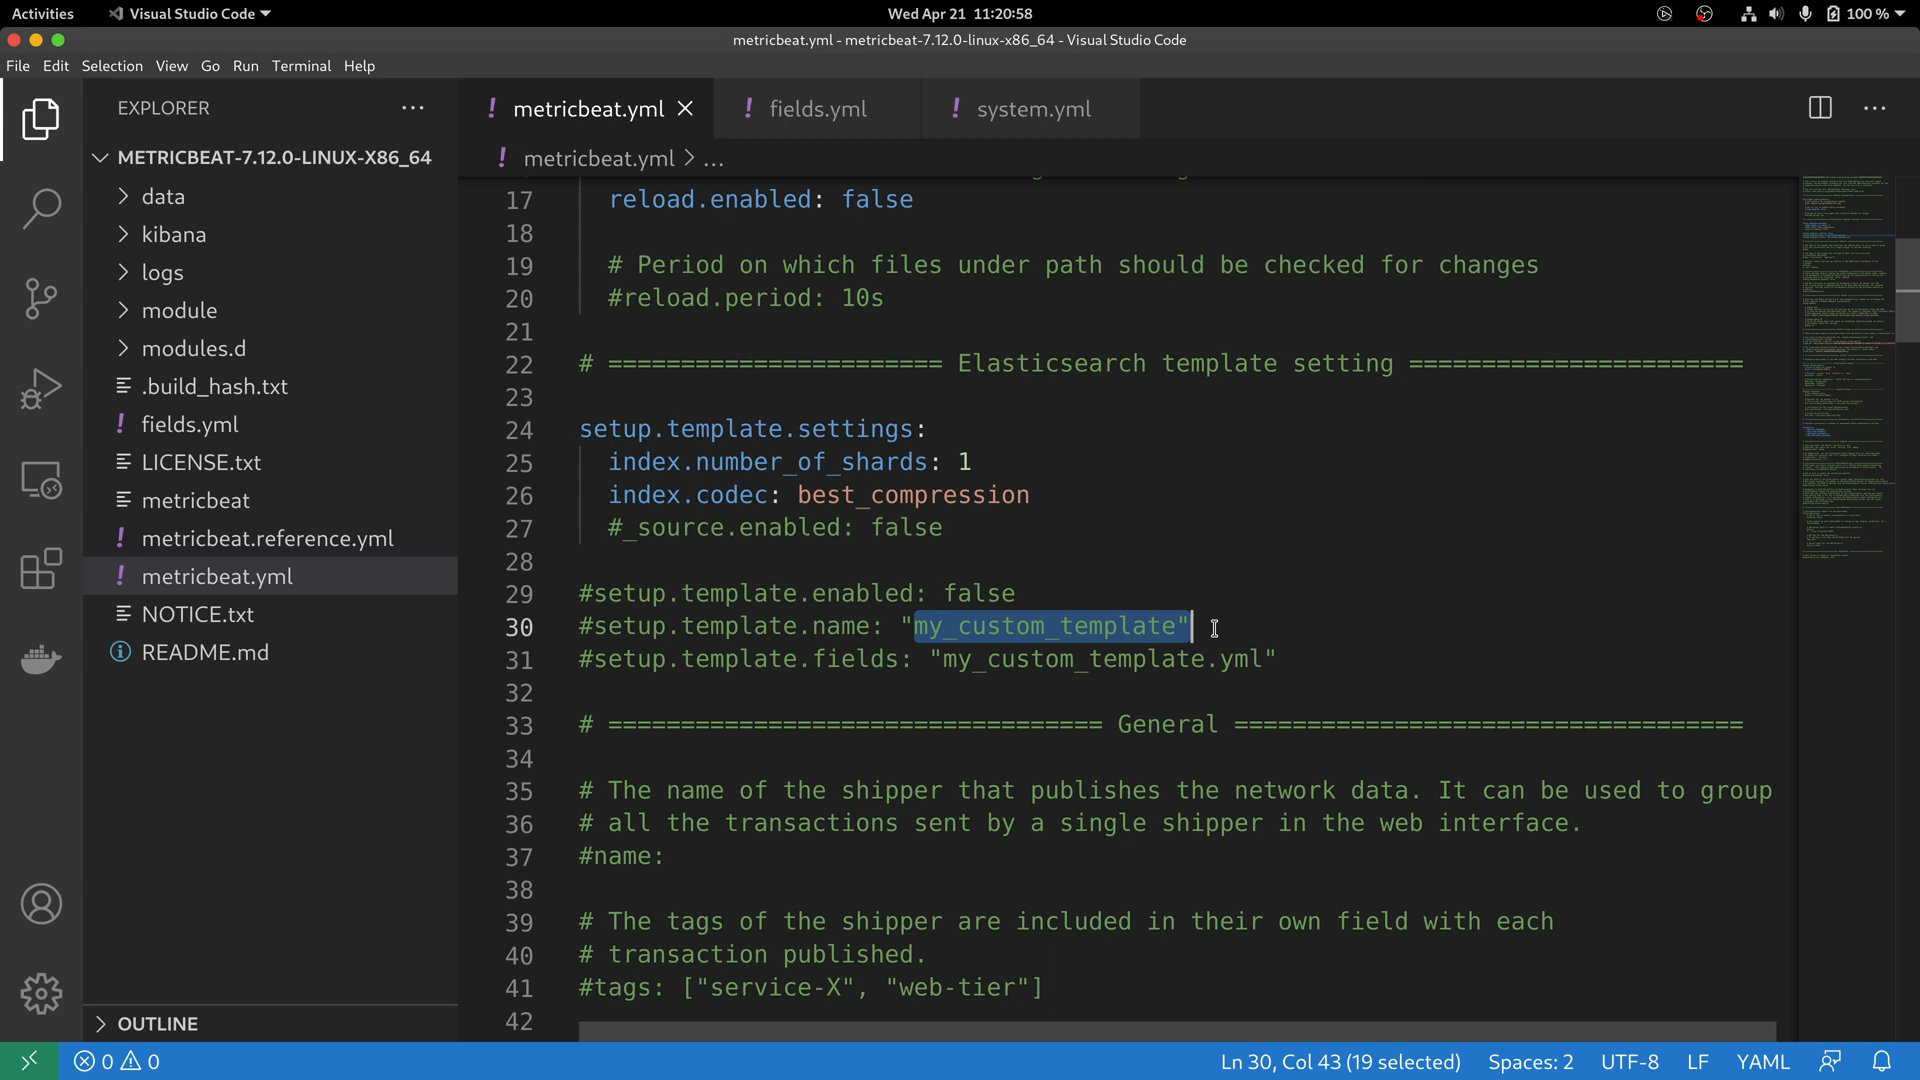 Activities
Visual Studio Code
Wed Apr 21 11:20:58
100 %
metricbeat.yml - metricbeat-7.12.0-linux-x86_64 - Visual Studio Code
File Edit Selection View Go Run Terminal Help
EXPLORER
METRICBEAT-7.12.0-LINUX-X86_64
data
kibana
logs
module
modules.d
.build_hash.txt
fields.yml
LICENSE.txt
metricbeat
metricbeat.reference.yml
metricbeat.yml
NOTICE.txt
README.md
OUTLINE
metricbeat.yml
fields.yml
system.yml
metricbeat.yml > ...
17 reload.enabled: false
18
19 # Period on which files under path should be checked for changes
20 #reload.period: 10s
21
22 # ======================= Elasticsearch template setting =======================
23
24 setup.template.settings:
25 index.number_of_shards: 1
26 index.codec: best_compression
27 #_source.enabled: false
28
29 #setup.template.enabled: false
30 #setup.template.name: "my_custom_template"
31 #setup.template.fields: "my_custom_template.yml"
32
33 # ================================== General ===================================
34
35 # The name of the shipper that publishes the network data. It can be used to group
36 # all the transactions sent by a single shipper in the web interface.
37 #name:
38
39 # The tags of the shipper are included in their own field with each
40 # transaction published.
41 #tags: ["service-X", "web-tier"]
42
0 0
Ln 30, Col 43 (19 selected)
Spaces: 2
UTF-8
LF
YAML